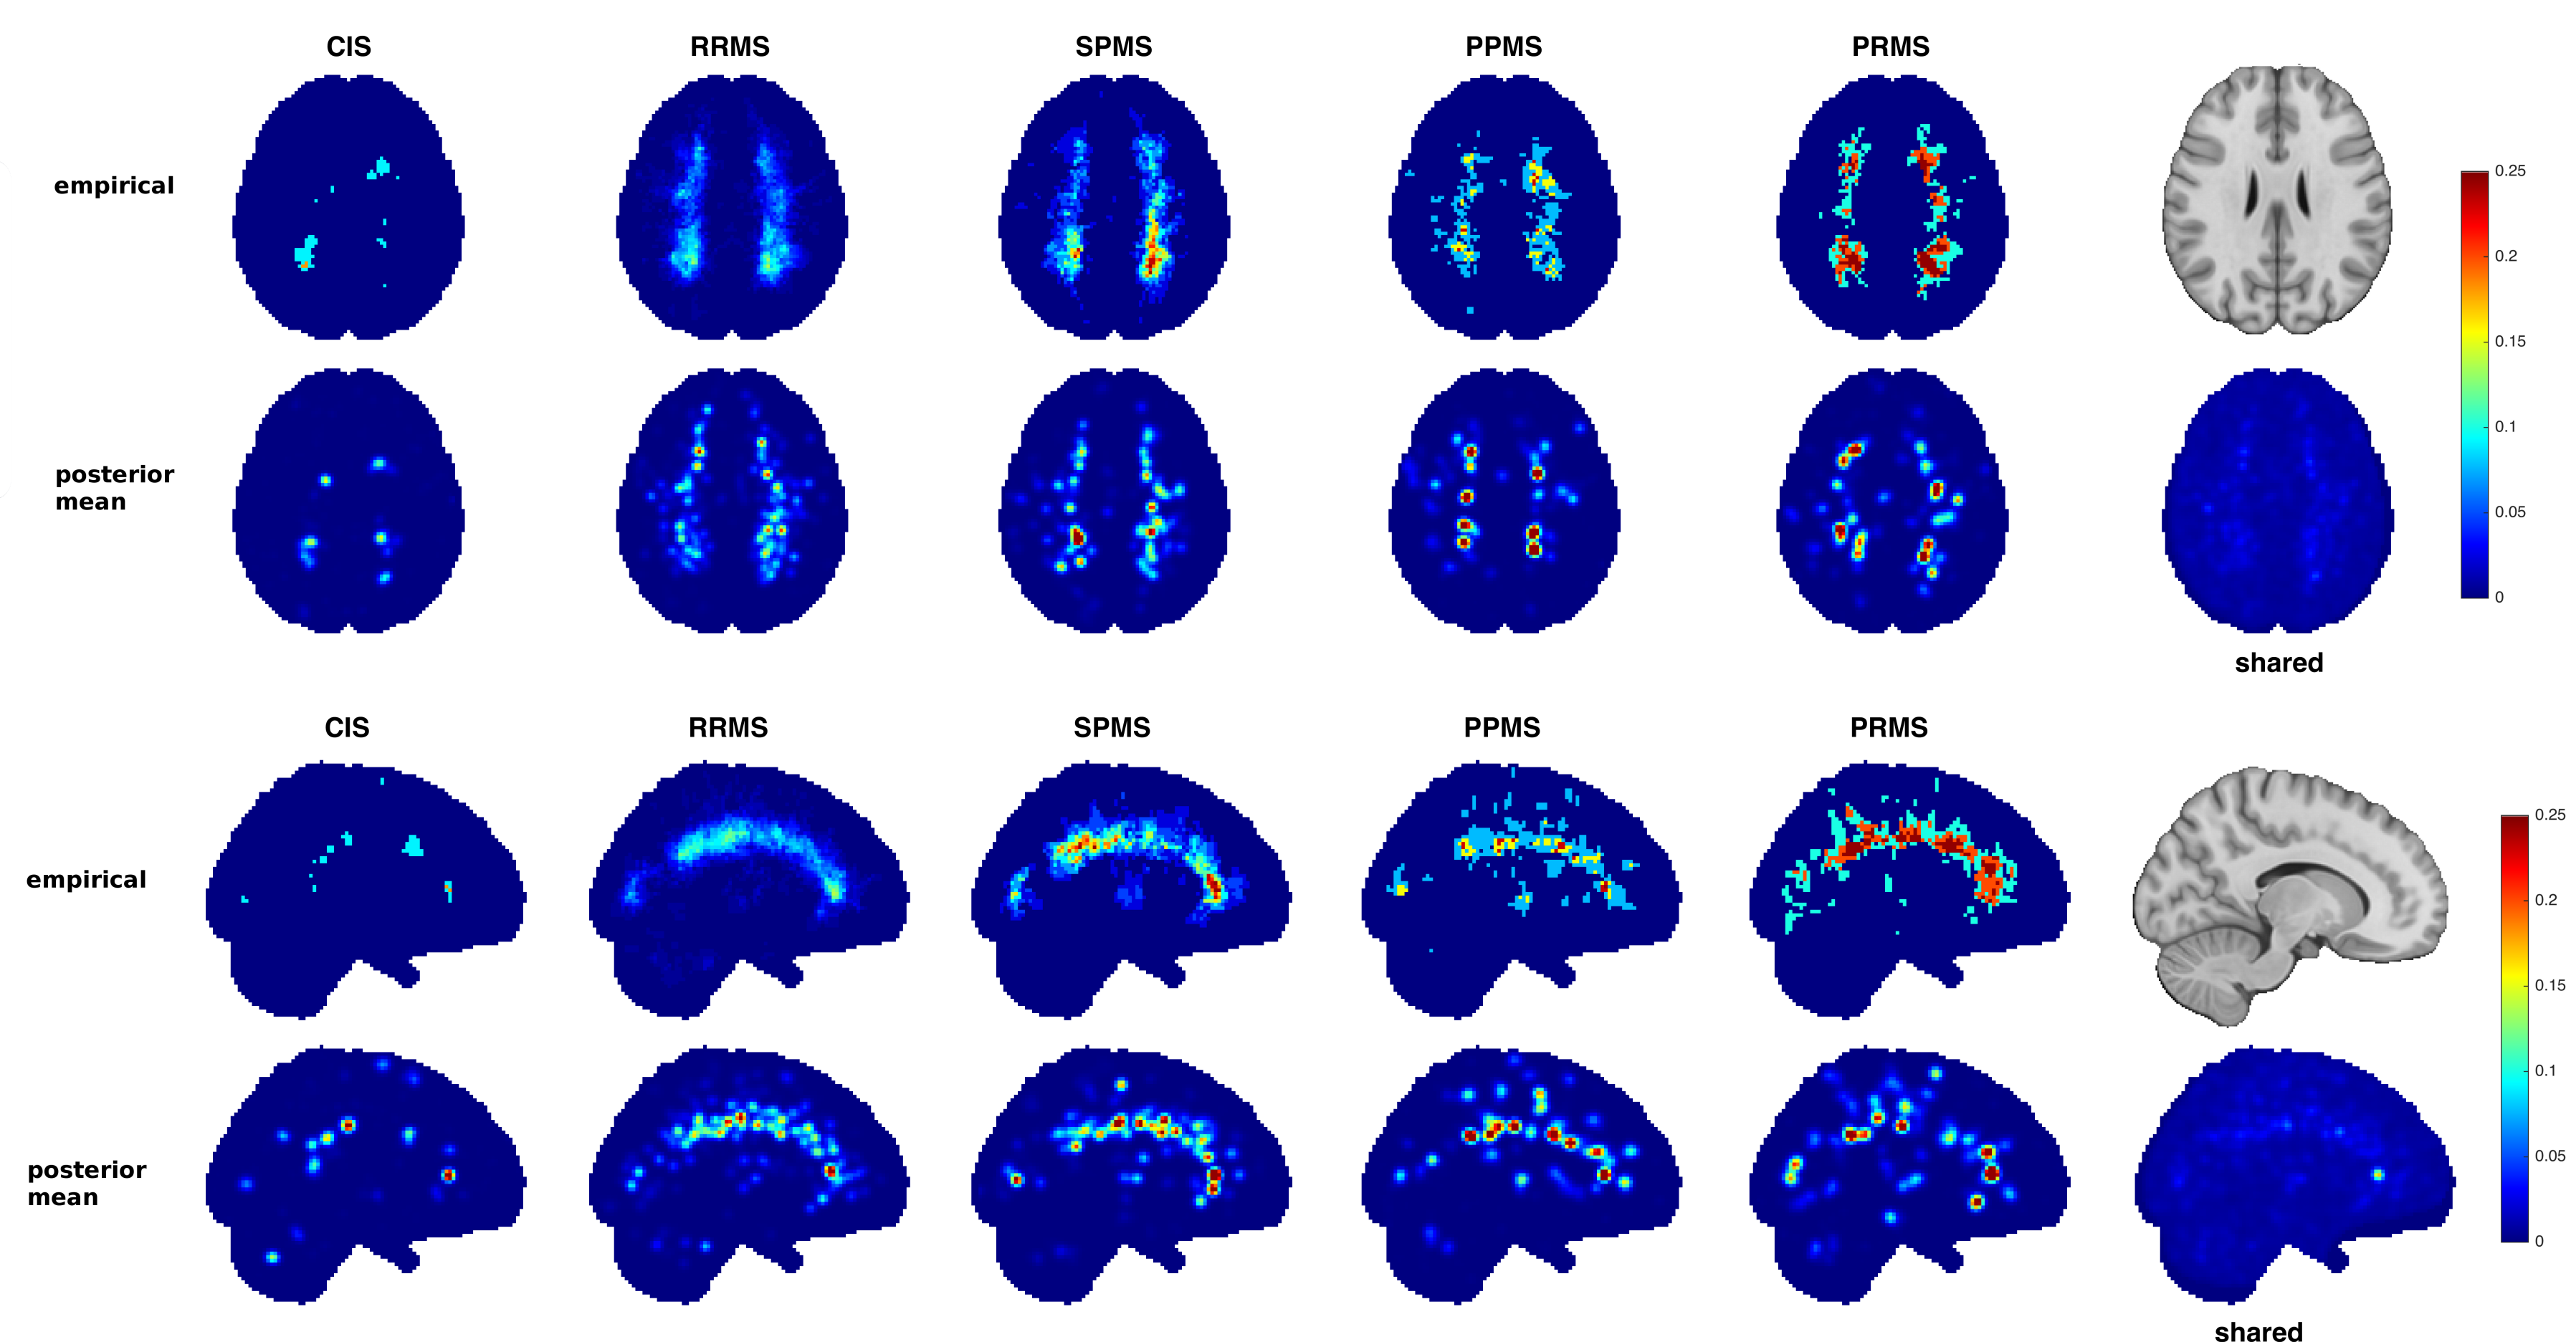 CIS RRMS SPMS PPMS PRMS
empirical
0.25
0.2
0.15
0.1
0.05
0
posterior
mean
shared
CIS RRMS SPMS PPMS PRMS
empirical
0.25
0.2
0.15
0.1
0.05
0
posterior
mean
shared